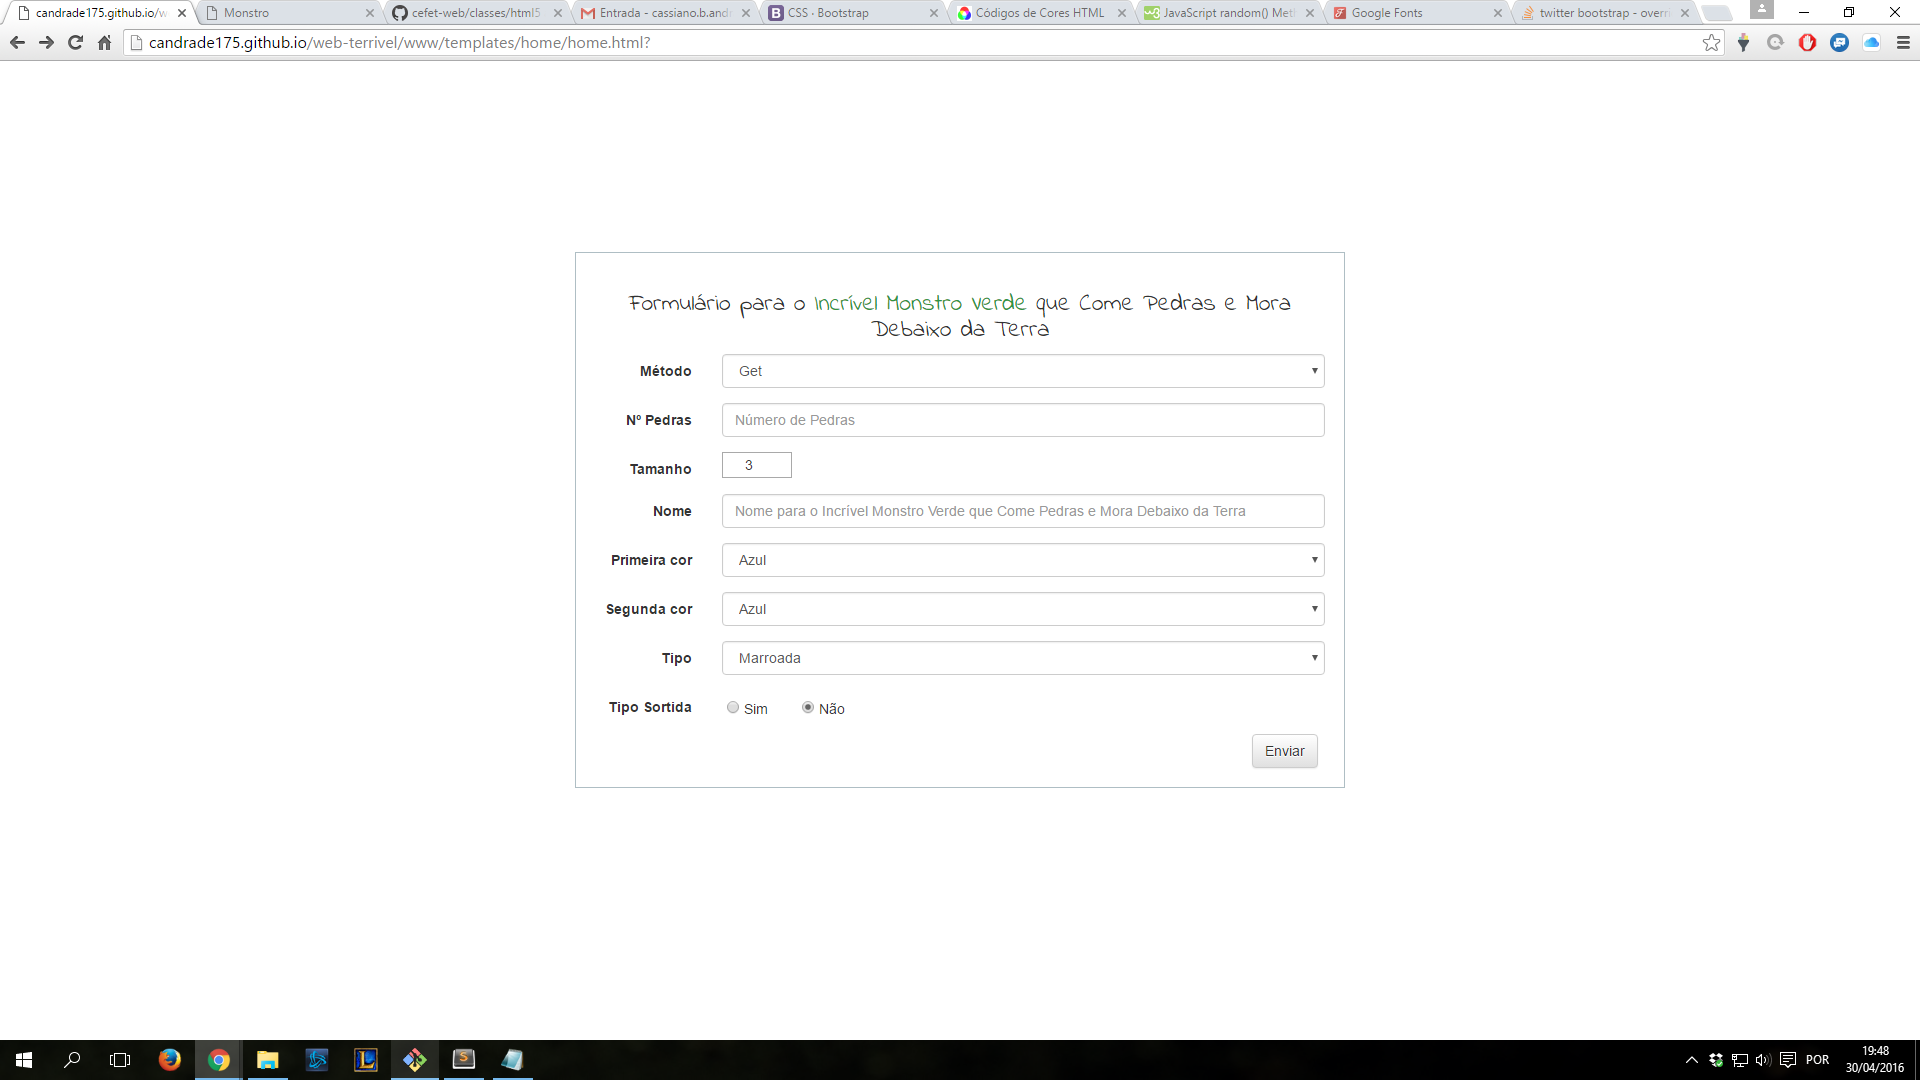 candrade175.github.io/w
Monstro
cefet-web/classes/html5
Entrada - cassiano.b.andr
CSS · Bootstrap
Códigos de Cores HTML
JavaScript random() Met
Google Fonts
twitter bootstrap - overri
candrade175.github.io/web-terrivel/www/templates/home/home.html?
Formulário para o Incrível Monstro Verde que Come Pedras e Mora
Debaixo da Terra
Método Get
Nº Pedras Número de Pedras
Tamanho 3
Nome Nome para o Incrível Monstro Verde que Come Pedras e Mora Debaixo da Terra
Primeira cor Azul
Segunda cor Azul
Tipo Marroada
Tipo Sortida Sim Não
Enviar
POR
19:48
30/04/2016